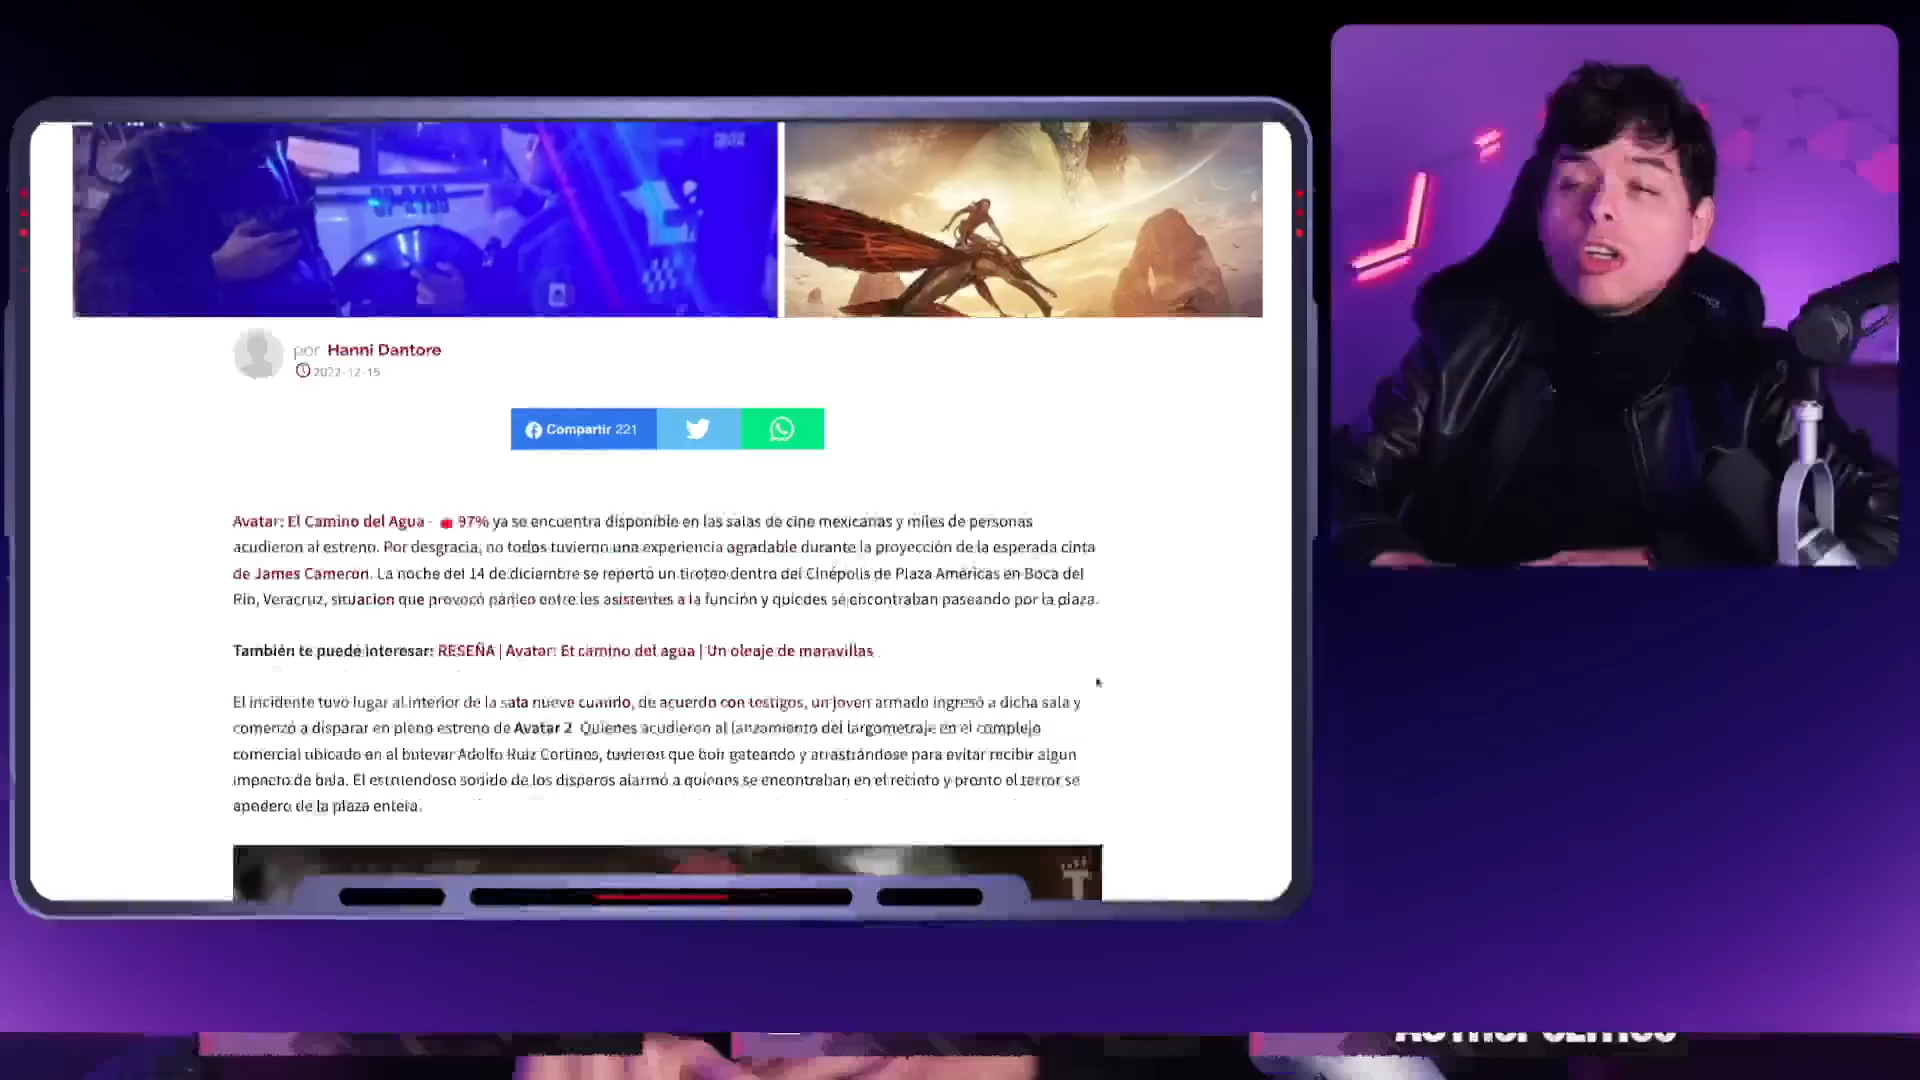 por Hanni Dantore
2022-12-15
Compartir 221
Avatar: El Camino del Agua - 97% ya se encuentra disponible en las salas de cine mexicanas y miles de personas
acudieron al estreno. Por desgracia, no todos tuvieron una experiencia agradable durante la proyección de la esperada cinta
de James Cameron. La noche del 14 de diciembre se reportó un tiroteo dentro del Cinépolis de Plaza Américas en Boca del
Río, Veracruz, situación que provocó pánico entre los asistentes a la función y quienes se encontraban paseando por la plaza.
También te puede interesar: RESEÑA | Avatar: El camino del agua | Un oleaje de maravillas
El incidente tuvo lugar al interior de la sala nueve cuando, de acuerdo con testigos, un joven armado ingresó a dicha sala y
comenzó a disparar en pleno estreno de Avatar 2. Quienes acudieron al lanzamiento del largometraje en el complejo
comercial ubicado en al bulevar Adolfo Ruiz Cortines, tuvieron que huir gateando y arrastrándose para evitar recibir algún
impacto de bala. El estruendoso sonido de los disparos alarmó a quienes se encontraban en el recinto y pronto el terror se
apoderó de la plaza entera.